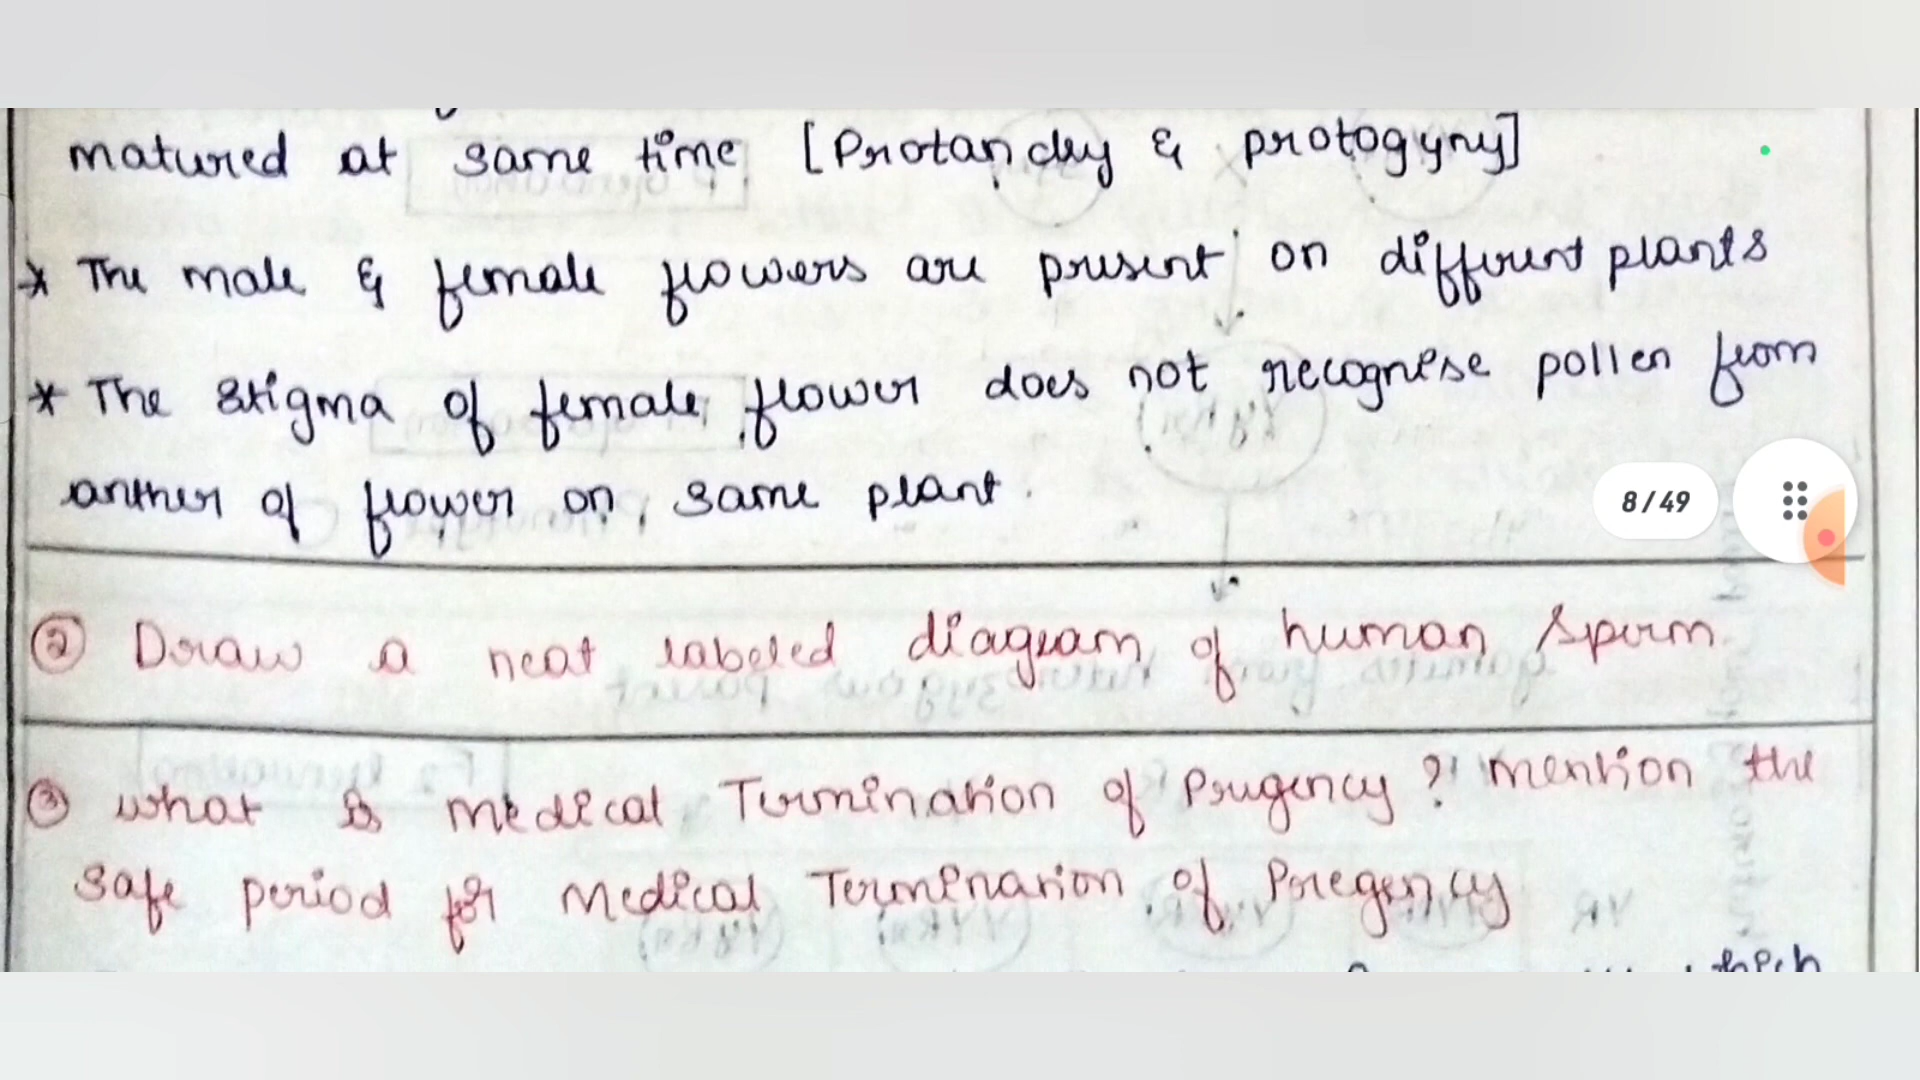 matured at same time [Protandry & protogyny]
* The male & female flowers are present on different plants
* The stigma of female flower does not recognise pollen from
anther of flower on same plant.
8/49
② Draw a neat labeled diagram of human sperm
③ what is medical Termination of Pregency? mention the
safe period for Medical Termination of Pregency